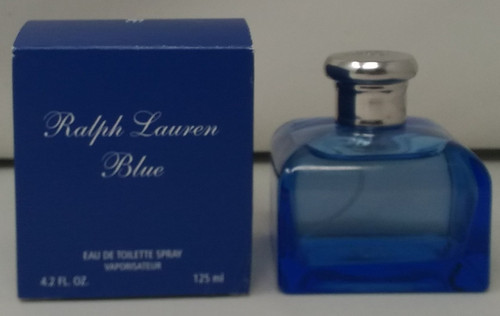 Ralph Lauren
Blue
EAU DE TOILETTE SPRAY
VAPORISATEUR
4.2 FL. OZ. 125 ml